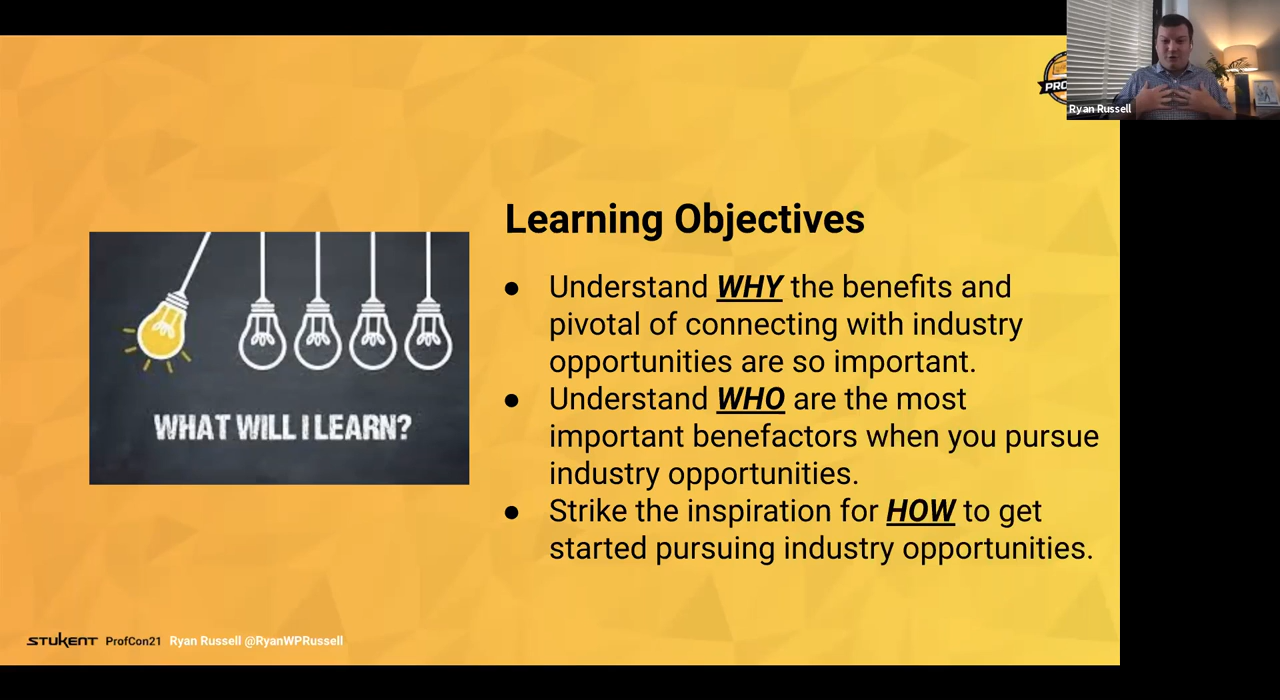 PRO
Ryan Russell
Learning Objectives
● Understand WHY the benefits and
pivotal of connecting with industry
opportunities are so important.
● Understand WHO are the most
important benefactors when you pursue
industry opportunities.
● Strike the inspiration for HOW to get
started pursuing industry opportunities.
WHAT WILL I LEARN?
STUKENT ProfCon21 Ryan Russell @RyanWPRussell